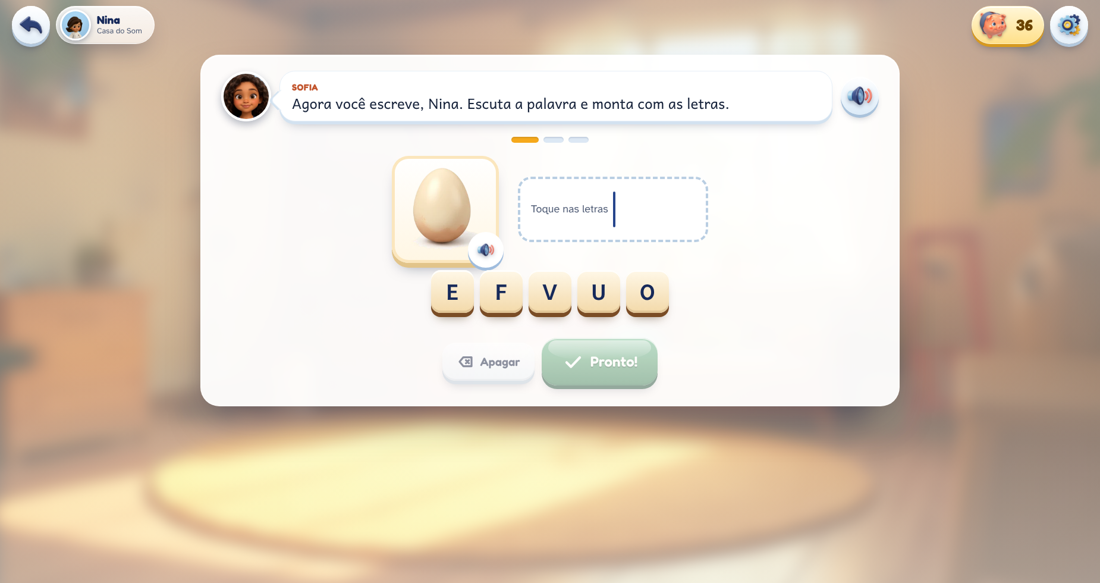 Nina
Casa do Som
36
SOFIA
Agora você escreve, Nina. Escuta a palavra e monta com as letras.
Toque nas letras
E F V U O
Apagar
Pronto!